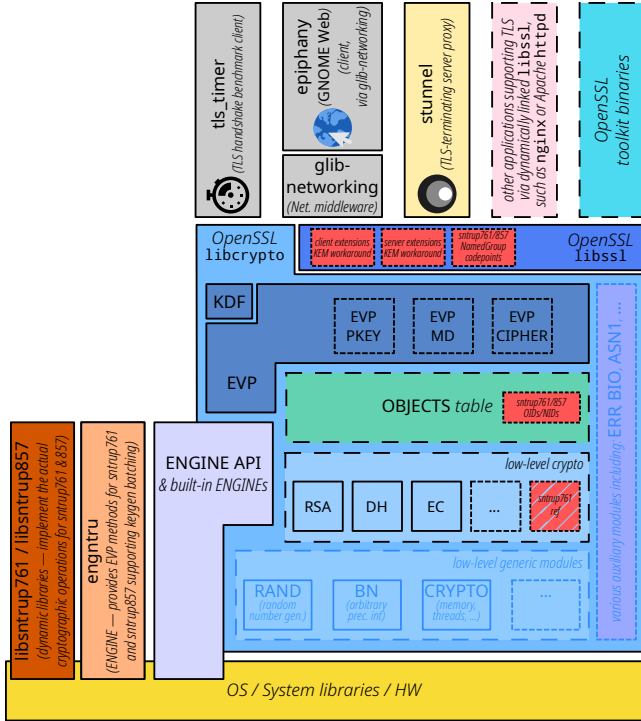 tls_timer
(TLS handshake benchmark client)
epiphany
(GNOME Web)
(client,
via glib-networking)
glib-
networking
(Net. middleware)
stunnel
(TLS-terminating server proxy)
other applications supporting TLS
via dynamically linked libssl,
such as nginx or Apache httpd
OpenSSL
toolkit binaries
OpenSSL
libcrypto
client extensions
KEM workaround
server extensions
KEM workaround
sntrup761/857
NamedGroup
codepoints
OpenSSL
libssl
KDF
EVP
EVP
PKEY
EVP
MD
EVP
CIPHER
OBJECTS table
sntrup761/857
OIDs/NIDs
various auxiliary modules including: ERR, BIO, ASN1, ...
low-level crypto
RSA
DH
EC
...
sntrup761
ref
low-level generic modules
RAND
(random
number gen.)
BN
(arbitrary
prec. int)
CRYPTO
(memory,
threads, ...)
...
libsntrup761 / libsntrup857
(dynamic libraries — implement the actual
cryptographic operations for sntrup761 & 857)
engntru
(ENGINE — provides EVP methods for sntrup761
and sntrup857 supporting keygen batching)
ENGINE API
& built-in ENGINEs
OS / System libraries / HW